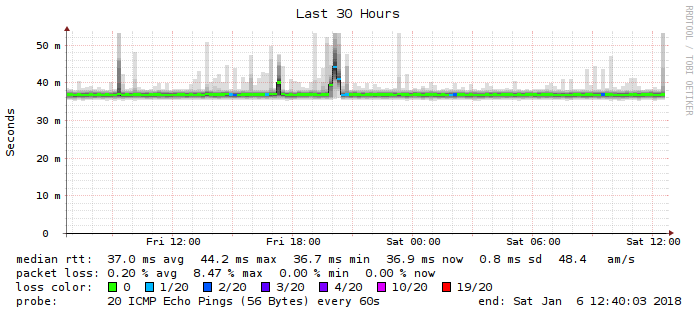 Last 30 Hours
RRDTOOL / TOBI OETIKER
Seconds
50 m
40 m
30 m
20 m
10 m
0
Fri 12:00 Fri 18:00 Sat 00:00 Sat 06:00 Sat 12:00
median rtt: 37.0 ms avg 44.2 ms max 36.7 ms min 36.9 ms now 0.8 ms sd 48.4 am/s
packet loss: 0.20 % avg 8.47 % max 0.00 % min 0.00 % now
loss color: 0 1/20 2/20 3/20 4/20 10/20 19/20
probe: 20 ICMP Echo Pings (56 Bytes) every 60s end: Sat Jan 6 12:40:03 2018